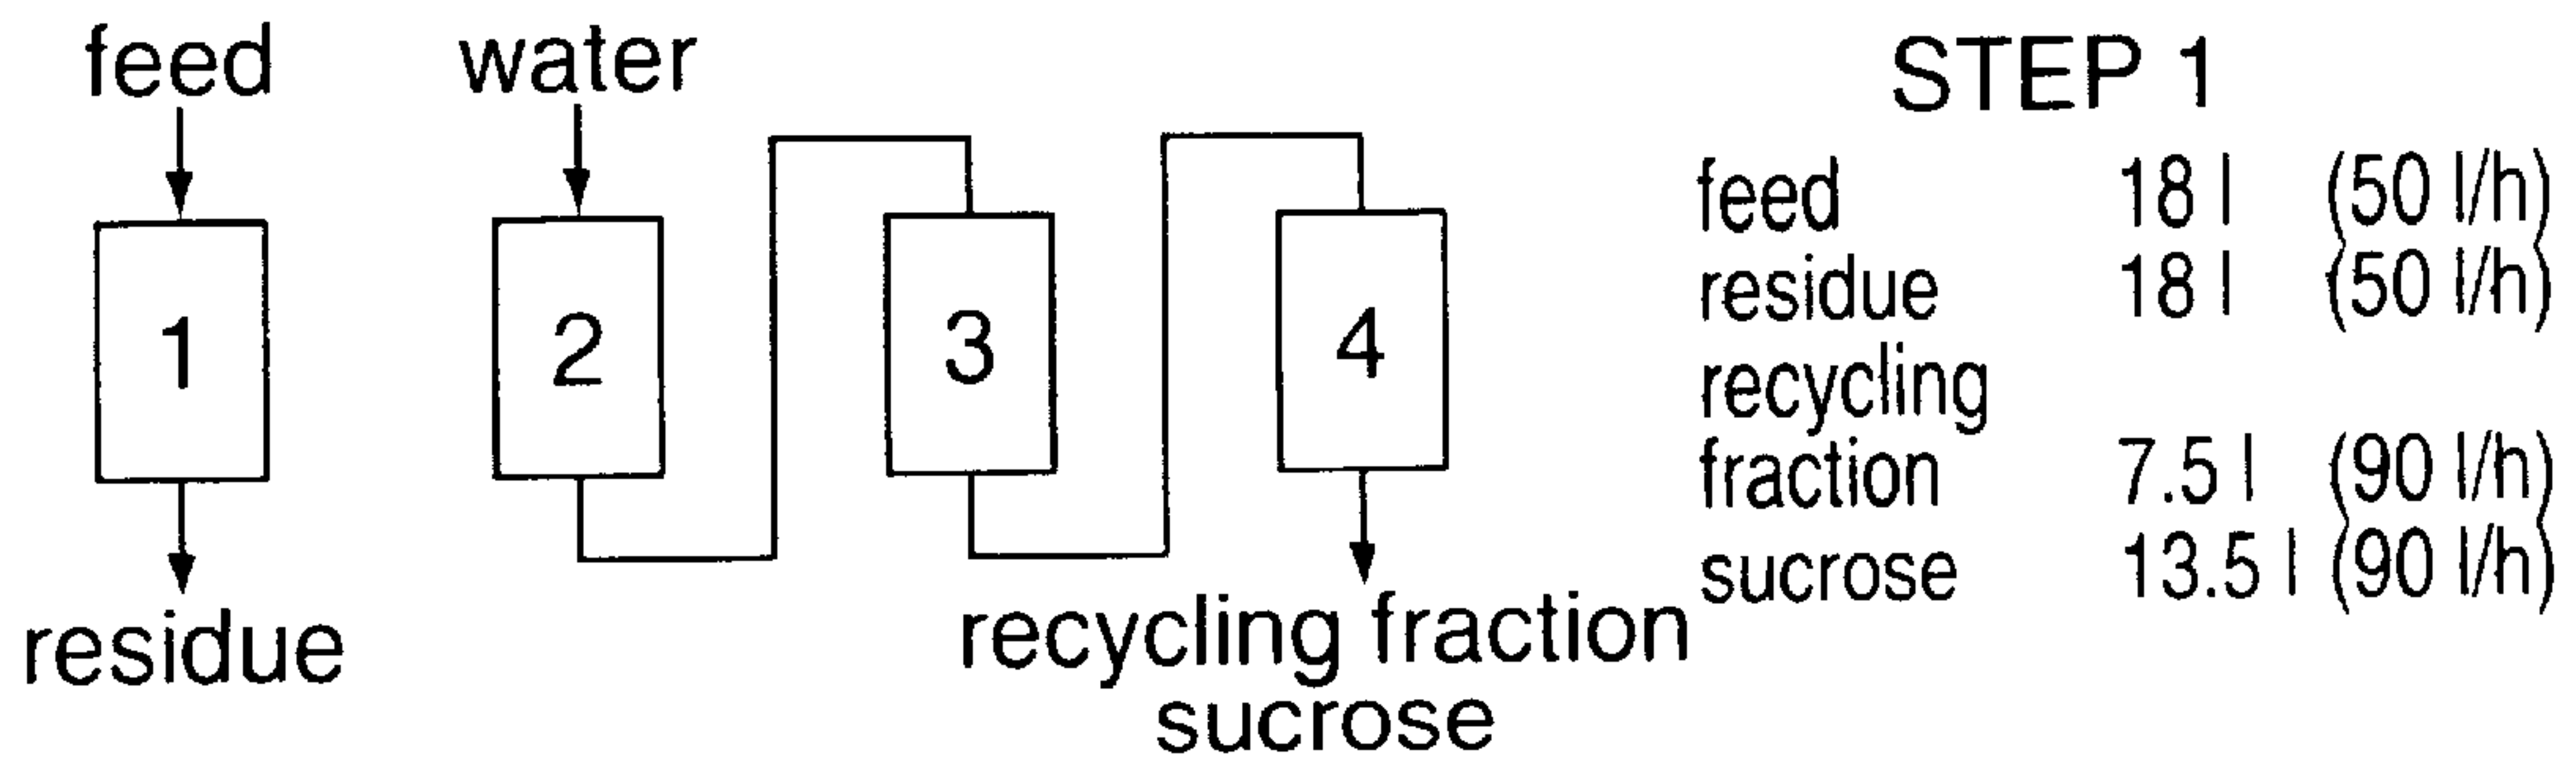 feed
water
1
2
3
4
residue
recycling fraction
sucrose
STEP 1
feed 18 l (50 l/h)
residue 18 l (50 l/h)
recycling
fraction 7.5 l (90 l/h)
sucrose 13.5 l (90 l/h)